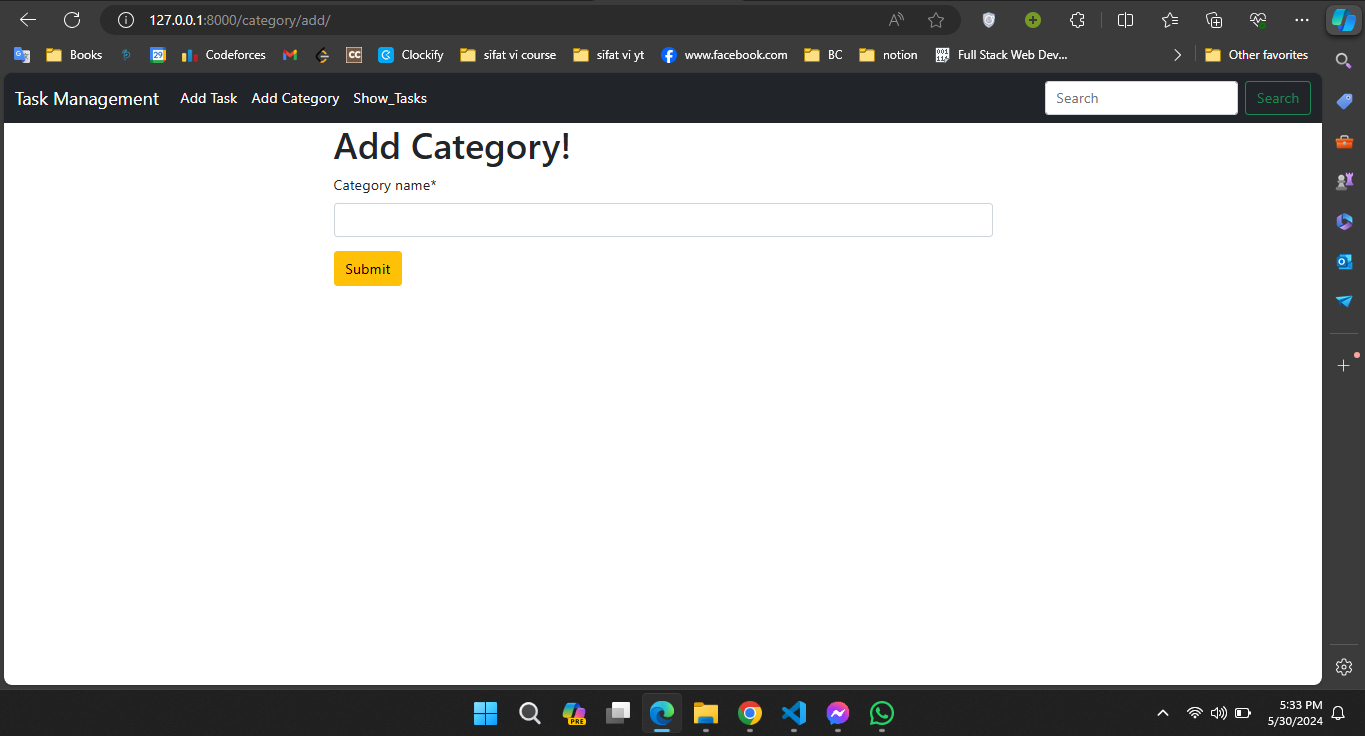 127.0.0.1:8000/category/add/
Books 29 Codeforces CC Clockify sifat vi course sifat vi yt www.facebook.com BC notion Full Stack Web Dev... Other favorites
Task Management Add Task Add Category Show_Tasks Search Search
Add Category!
Category name*
Submit
PRE
5:33 PM
5/30/2024